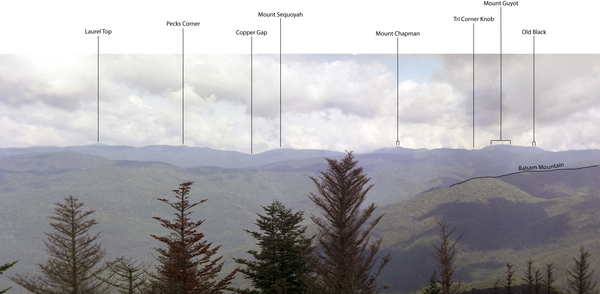 Laurel Top
Pecks Corner
Copper Gap
Mount Sequoyah
Mount Chapman
Tri Corner Knob
Mount Guyot
Old Black
Balsam Mountain